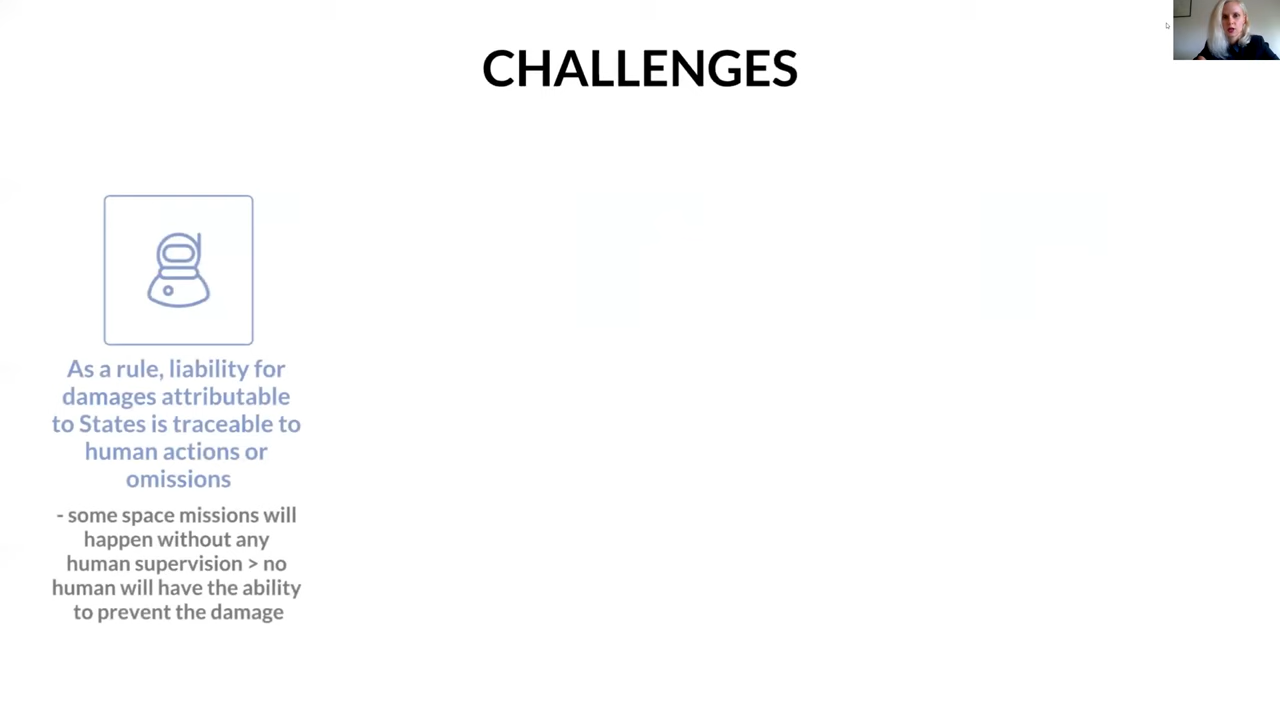 CHALLENGES
As a rule, liability for
damages attributable
to States is traceable to
human actions or
omissions
- some space missions will
happen without any
human supervision > no
human will have the ability
to prevent the damage